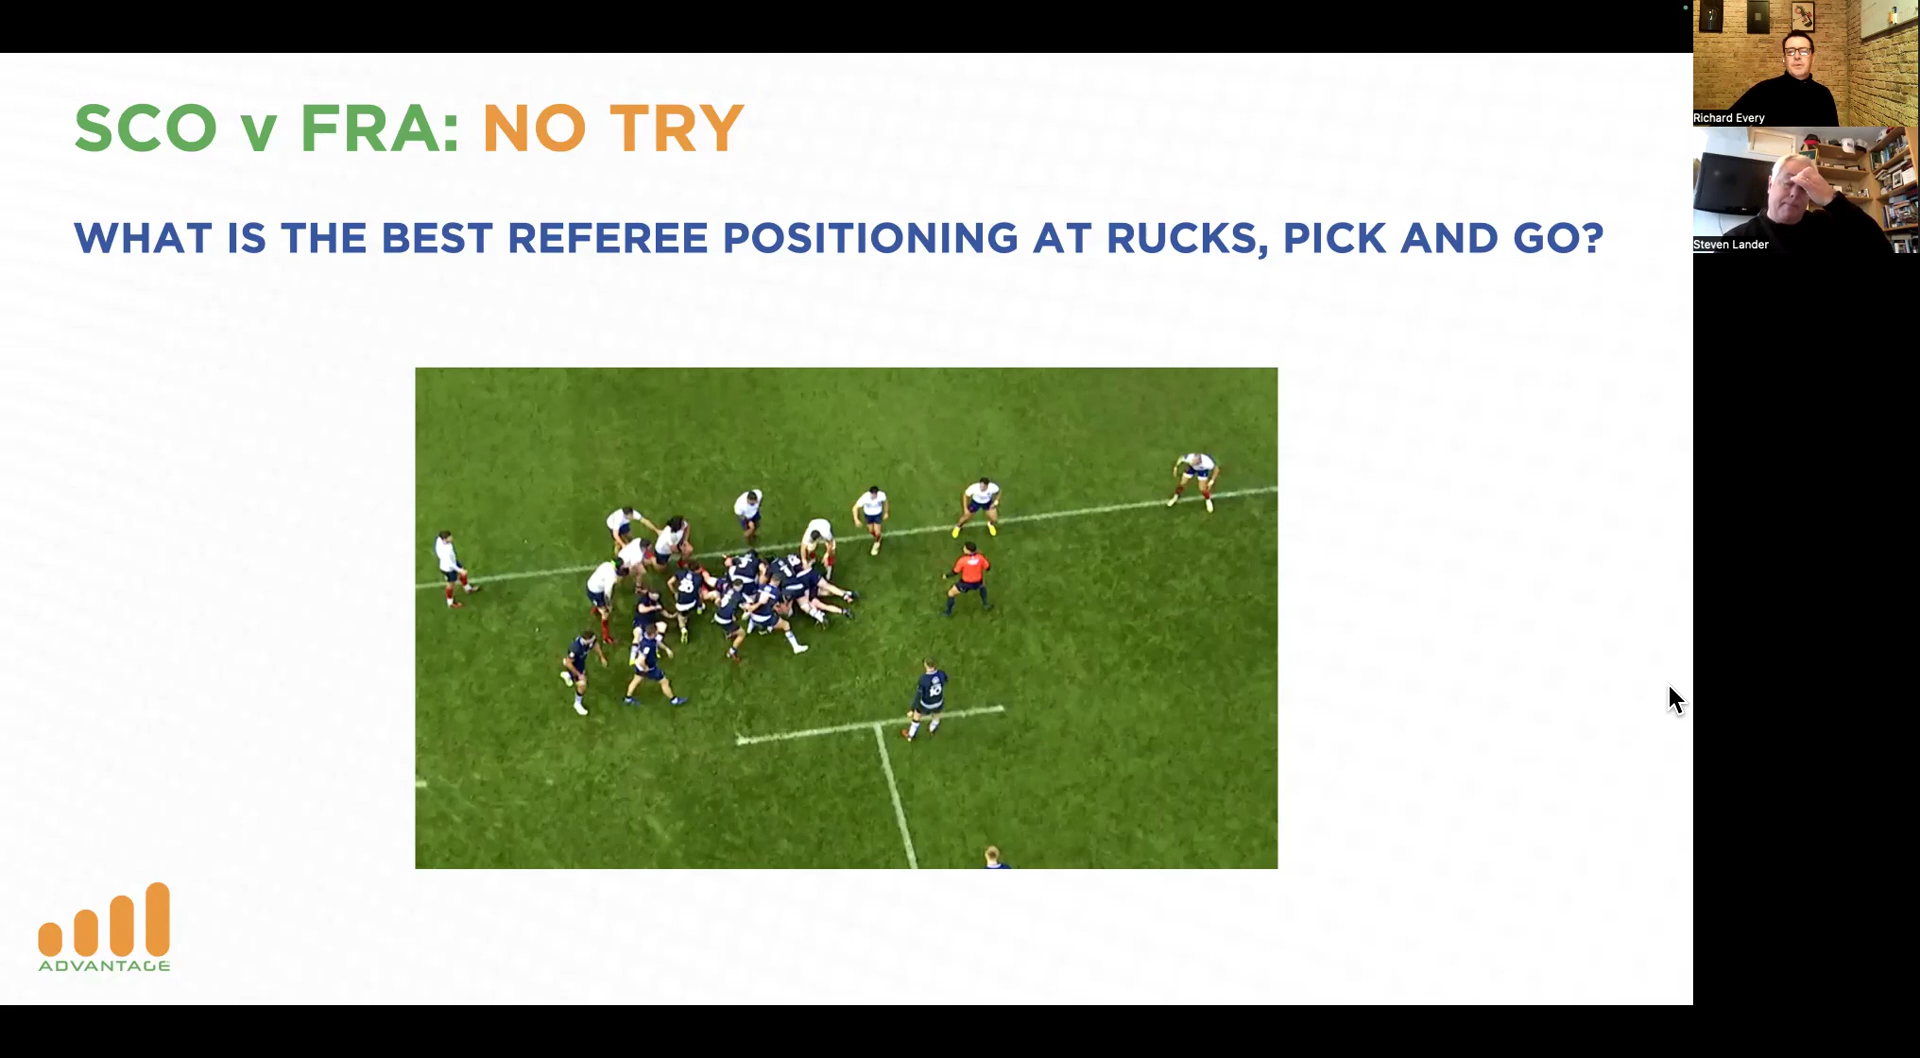 SCO v FRA: NO TRY
WHAT IS THE BEST REFEREE POSITIONING AT RUCKS, PICK AND GO?
Richard Every
Steven Lander
10
ADVANTAGE